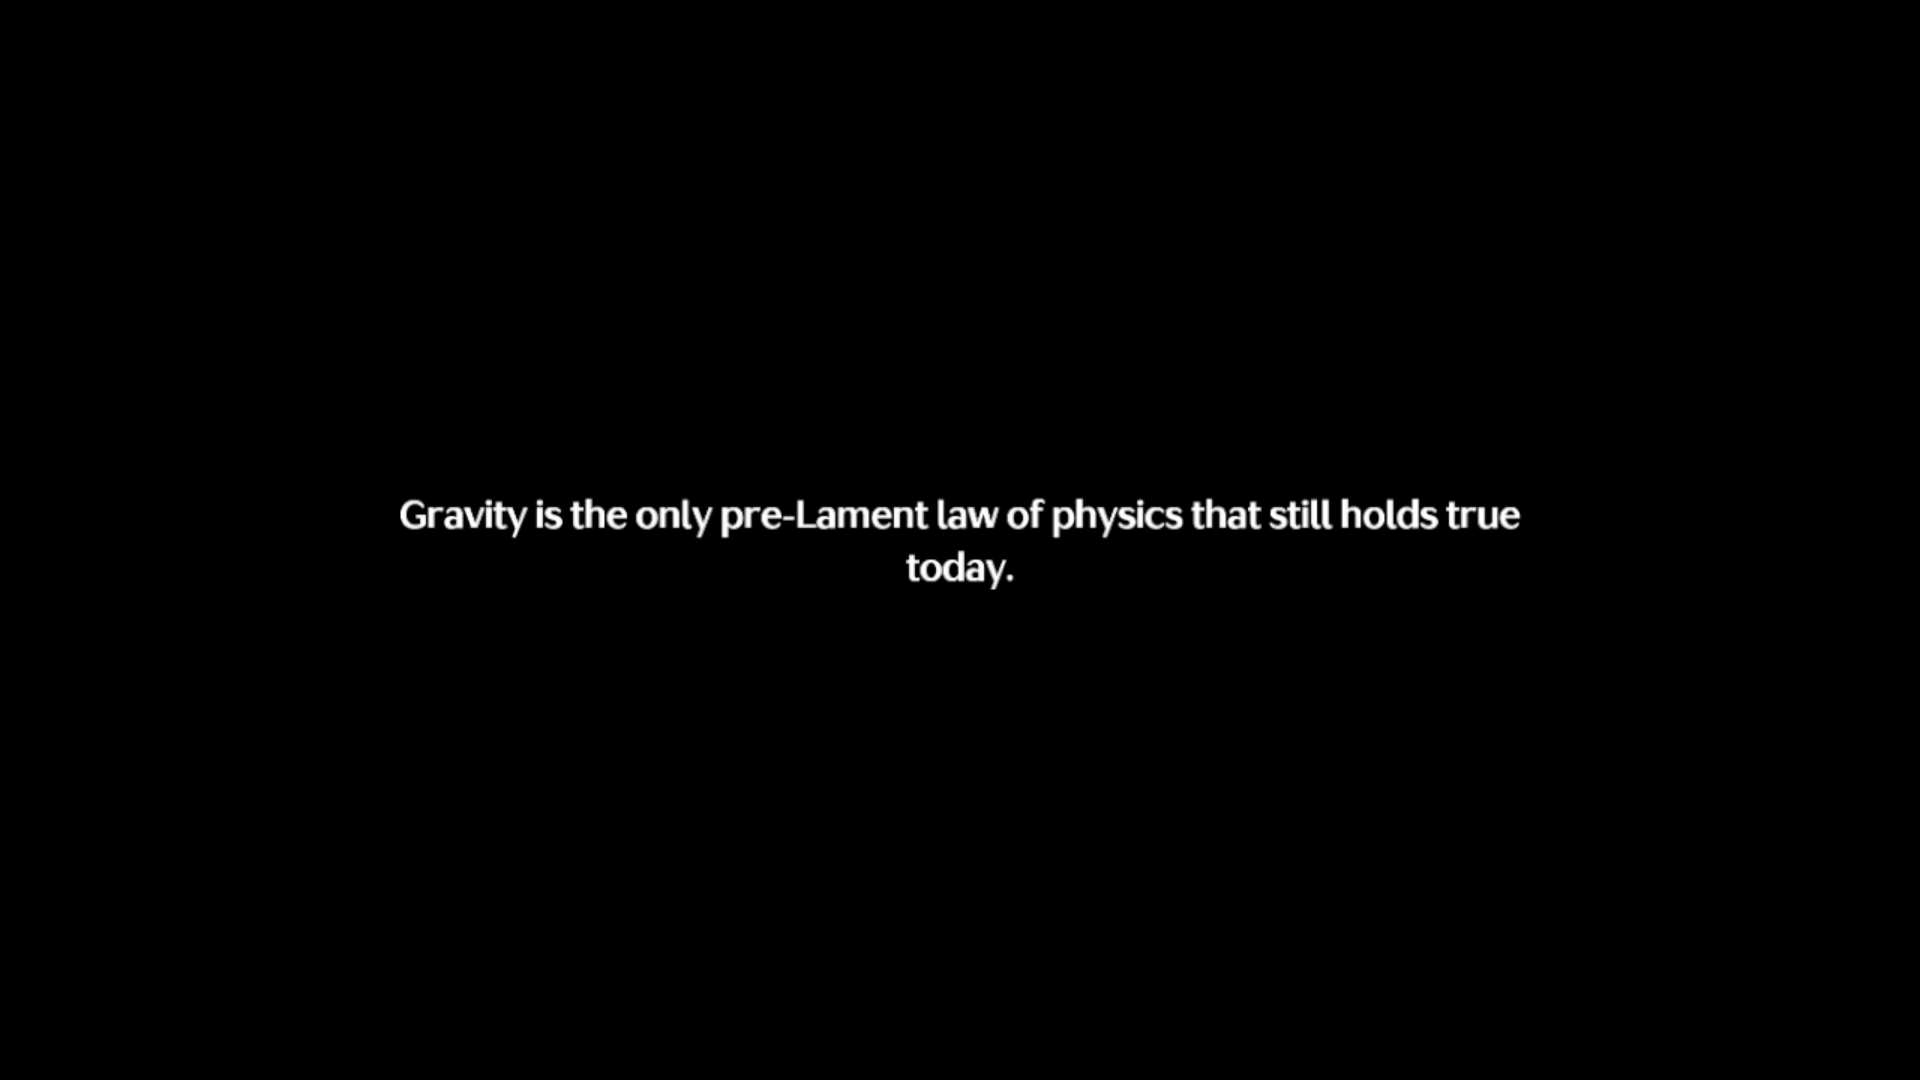 Gravity is the only pre-Lament law of physics that still holds true
today.